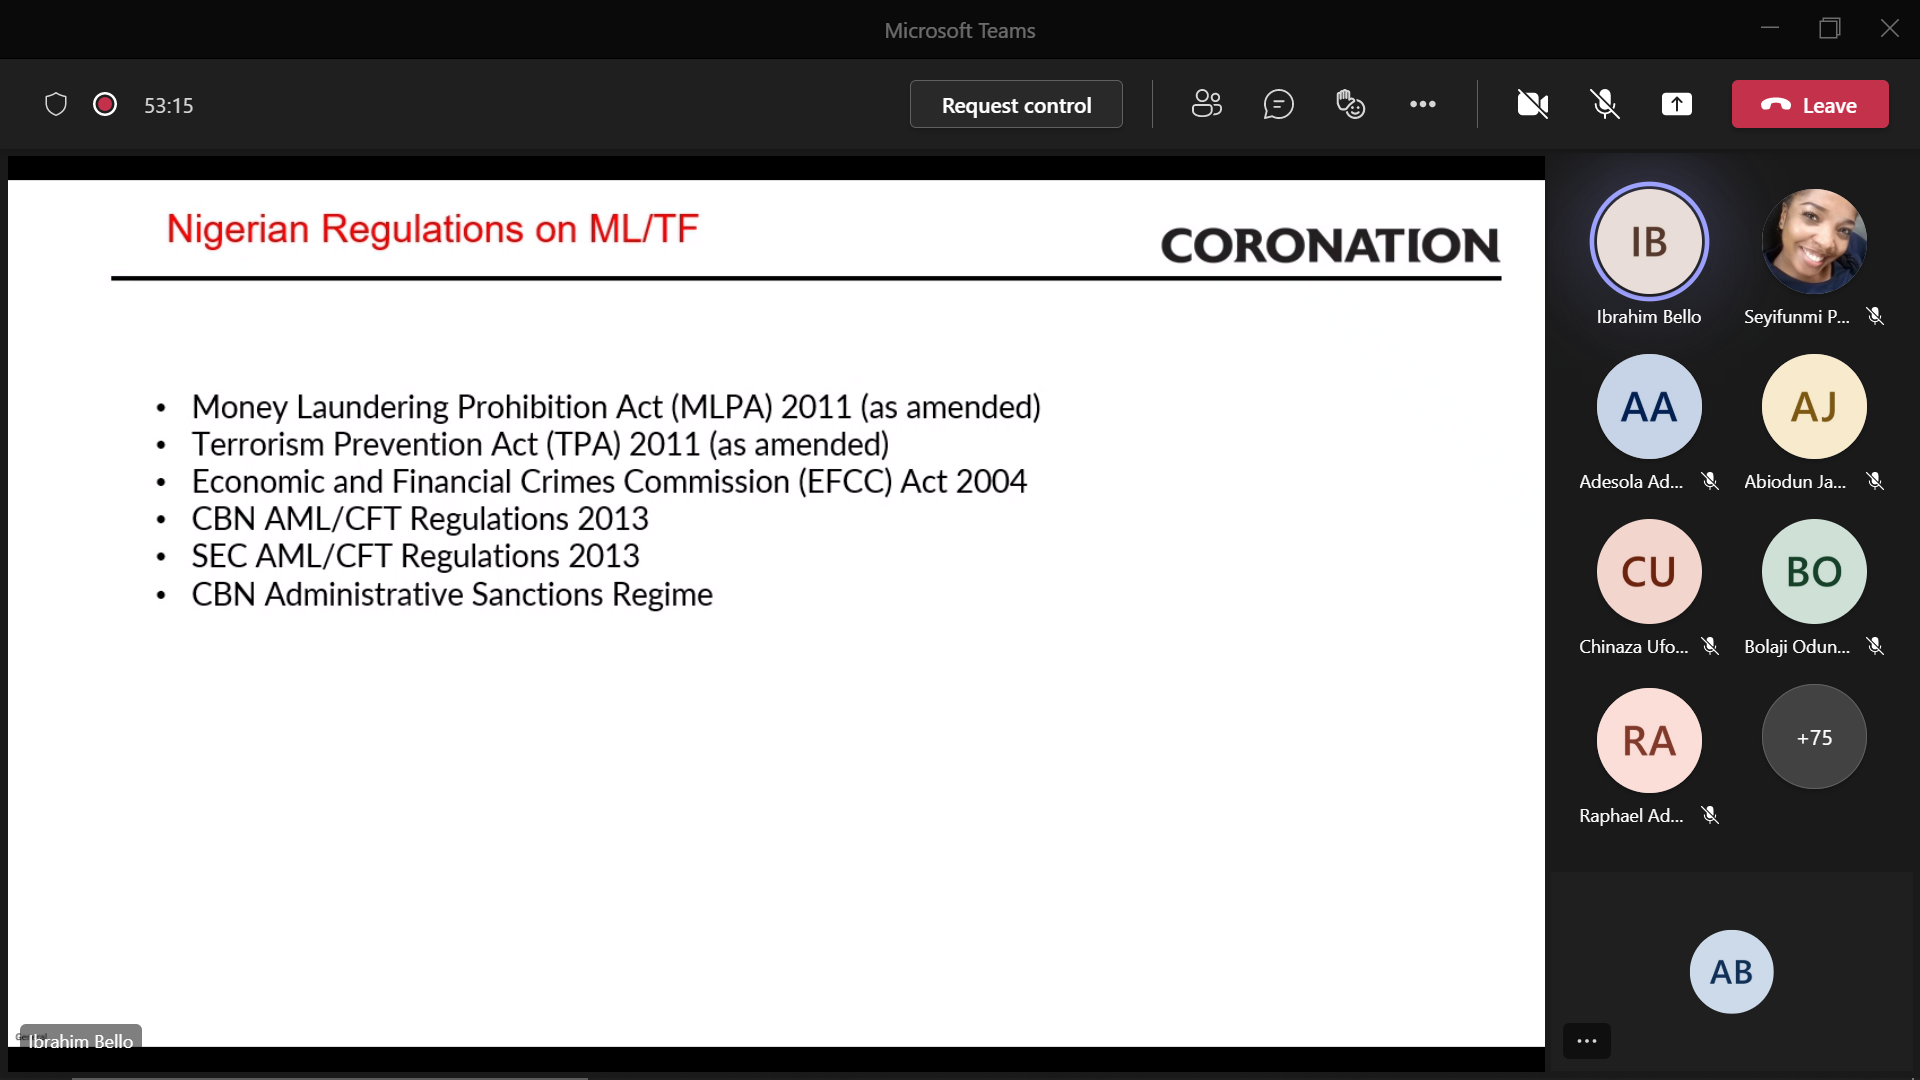 Microsoft Teams
53:15
Request control
Leave
Nigerian Regulations on ML/TF
CORONATION
• Money Laundering Prohibition Act (MLPA) 2011 (as amended)
• Terrorism Prevention Act (TPA) 2011 (as amended)
• Economic and Financial Crimes Commission (EFCC) Act 2004
• CBN AML/CFT Regulations 2013
• SEC AML/CFT Regulations 2013
• CBN Administrative Sanctions Regime
Ibrahim Bello
IB
Ibrahim Bello
Seyifunmi P...
AA
AJ
Adesola Ad...
Abiodun Ja...
CU
BO
Chinaza Ufo...
Bolaji Odun...
RA
+75
Raphael Ad...
AB